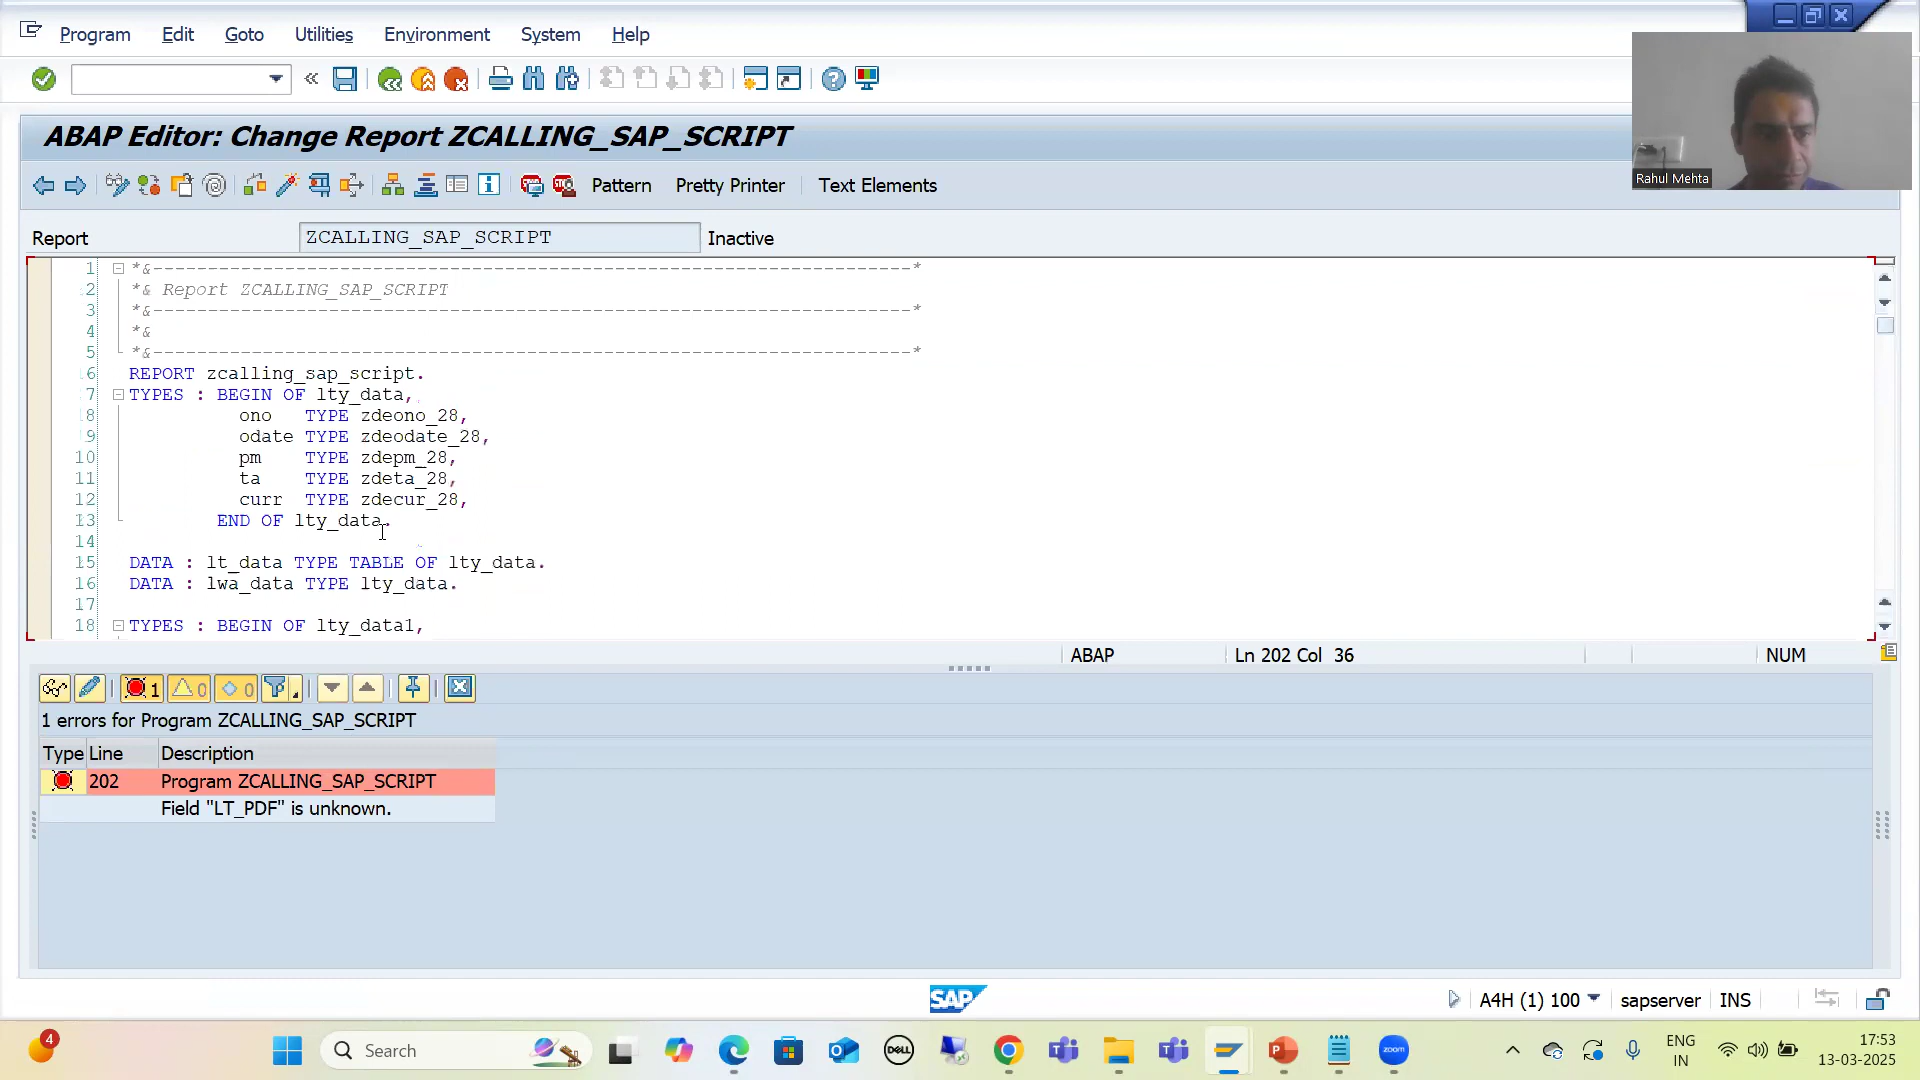 Program Edit Goto Utilities Environment System Help
ABAP Editor: Change Report ZCALLING_SAP_SCRIPT
Pattern Pretty Printer Text Elements
Rahul Mehta
Report ZCALLING_SAP_SCRIPT Inactive
1 *&---------------------------------------------------------------------*
2 *& Report ZCALLING_SAP_SCRIPT
3 *&---------------------------------------------------------------------*
4 *&
5 *&---------------------------------------------------------------------*
6 REPORT zcalling_sap_script.
7 TYPES : BEGIN OF lty_data,
8 ono TYPE zdeono_28,
9 odate TYPE zdeodate_28,
10 pm TYPE zdepm_28,
11 ta TYPE zdeta_28,
12 curr TYPE zdecur_28,
13 END OF lty_data.
14
15 DATA : lt_data TYPE TABLE OF lty_data.
16 DATA : lwa_data TYPE lty_data.
17
18 TYPES : BEGIN OF lty_data1,
ABAP Ln 202 Col 36 NUM
1 0 0
1 errors for Program ZCALLING_SAP_SCRIPT
Type Line Description
202 Program ZCALLING_SAP_SCRIPT
Field "LT_PDF" is unknown.
SAP A4H (1) 100 sapserver INS
4 Search DELL zoom ENG 17:53
IN 13-03-2025